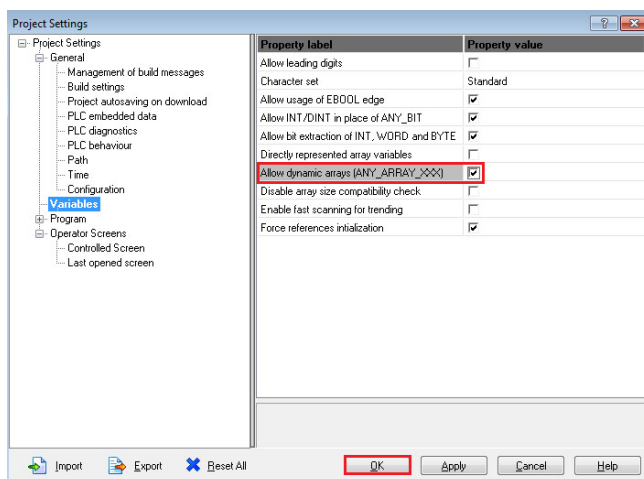 Project Settings
Project Settings
General
Management of build messages
Build settings
Project autosaving on download
PLC embedded data
PLC diagnostics
PLC behaviour
Path
Time
Configuration
Variables
Program
Operator Screens
Controlled Screen
Last opened screen
Property label Property value
Allow leading digits
Character set Standard
Allow usage of EBOOL edge
Allow INT/DINT in place of ANY_BIT
Allow bit extraction of INT, WORD and BYTE
Directly represented array variables
Allow dynamic arrays (ANY_ARRAY_XXX)
Disable array size compatibility check
Enable fast scanning for trending
Force references intialization
Import Export Reset All OK Apply Cancel Help